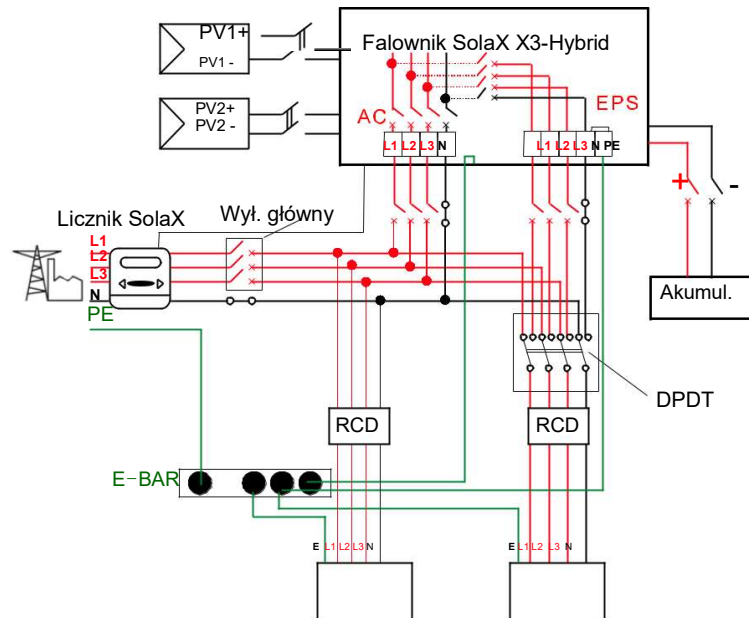 PV1+
PV1 -
PV2+
PV2 -
Falownik SolaX X3-Hybrid
AC
EPS
L1 L2 L3 N
L1 L2 L3 N PE
+ -
Akumul.
Licznik SolaX
Wył. główny
L1
L2
L3
N
PE
DPDT
RCD
RCD
E-BAR
E L1 L2 L3 N
E L1 L2 L3 N